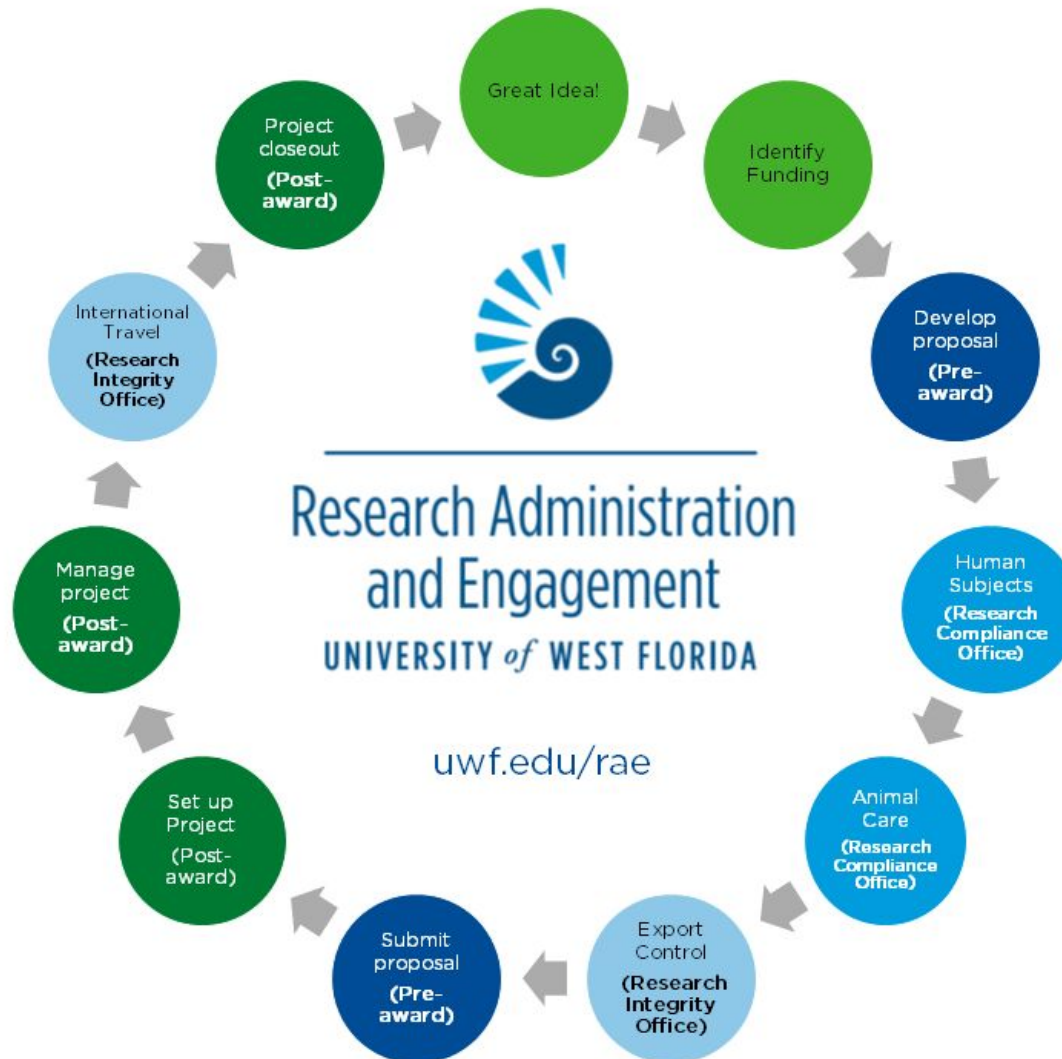 Great Idea!
Identify
Funding
Develop
proposal
(Pre-
award)
Human
Subjects
(Research
Compliance
Office)
Animal
Care
(Research
Compliance
Office)
Export
Control
(Research
Integrity
Office)
Submit
proposal
(Pre-
award)
Set up
Project
(Post-
award)
Manage
project
(Post-
award)
International
Travel
(Research
Integrity
Office)
Project
closeout
(Post-
award)
Research Administration
and Engagement
UNIVERSITY of WEST FLORIDA
uwf.edu/rae